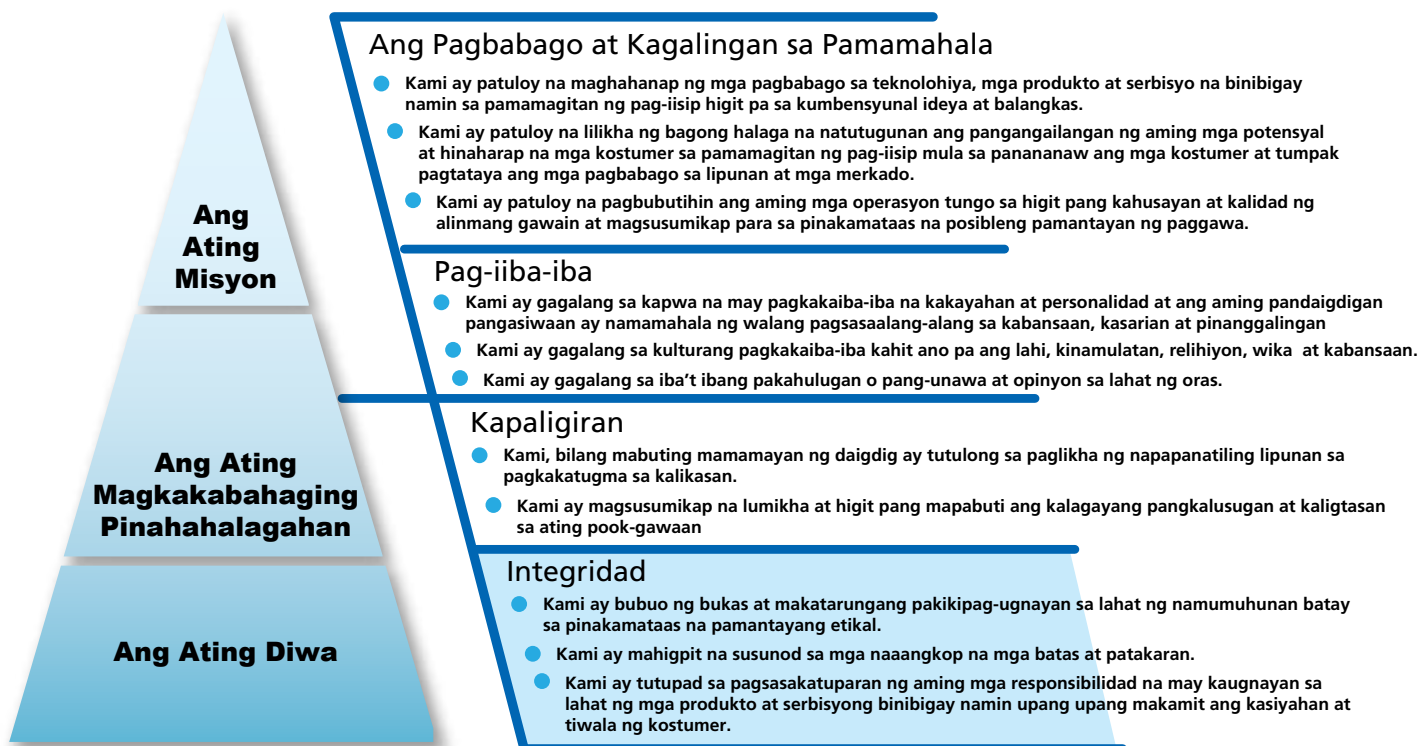 Ang
Ating
Misyon
Ang Ating
Magkakabahaging
Pinahahalagahan
Ang Ating Diwa
Ang Pagbabago at Kagalingan sa Pamamahala
Kami ay patuloy na maghahanap ng mga pagbabago sa teknolohiya, mga produkto at serbisyo na binibigay
namin sa pamamagitan ng pag-iisip higit pa sa kumbensyunal ideya at balangkas.
Kami ay patuloy na lilikha ng bagong halaga na natutugunan ang pangangailangan ng aming mga potensyal
at hinaharap na mga kostumer sa pamamagitan ng pag-iisip mula sa panananaw ang mga kostumer at tumpak
pagtataya ang mga pagbabago sa lipunan at mga merkado.
Kami ay patuloy na pagbubutihin ang aming mga operasyon tungo sa higit pang kahusayan at kalidad ng
alinmang gawain at magsusumikap para sa pinakamataas na posibleng pamantayan ng paggawa.
Pag-iiba-iba
Kami ay gagalang sa kapwa na may pagkakaiba-iba na kakayahan at personalidad at ang aming pandaigdigan
pangasiwaan ay namamahala ng walang pagsasaalang-alang sa kabansaan, kasarian at pinanggalingan
Kami ay gagalang sa kulturang pagkakaiba-iba kahit ano pa ang lahi, kinamulatan, relihiyon, wika at kabansaan.
Kami ay gagalang sa iba't ibang pakahulugan o pang-unawa at opinyon sa lahat ng oras.
Kapaligiran
Kami, bilang mabuting mamamayan ng daigdig ay tutulong sa paglikha ng napapanatiling lipunan sa
pagkakatugma sa kalikasan.
Kami ay magsusumikap na lumikha at higit pang mapabuti ang kalagayang pangkalusugan at kaligtasan
sa ating pook-gawaan
Integridad
Kami ay bubuo ng bukas at makatarungang pakikipag-ugnayan sa lahat ng namumuhunan batay
sa pinakamataas na pamantayang etikal.
Kami ay mahigpit na susunod sa mga naaangkop na mga batas at patakaran.
Kami ay tutupad sa pagsasakatuparan ng aming mga responsibilidad na may kaugnayan sa
lahat ng mga produkto at serbisyong binibigay namin upang upang makamit ang kasiyahan at
tiwala ng kostumer.